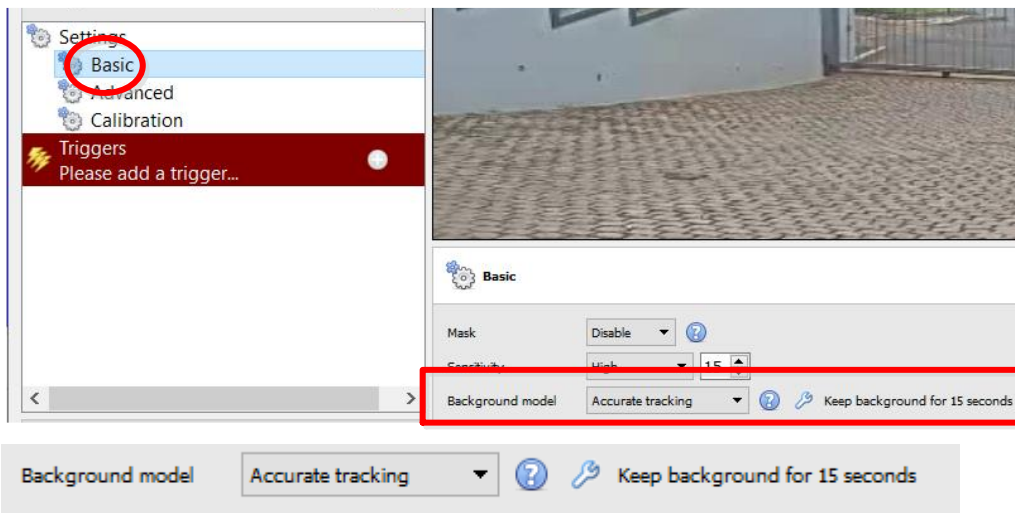 Settings
Basic
Advanced
Calibration
Triggers
Please add a trigger...
Basic
Mask Disable
Sensitivity High 15
Background model Accurate tracking Keep background for 15 seconds
Background model Accurate tracking Keep background for 15 seconds